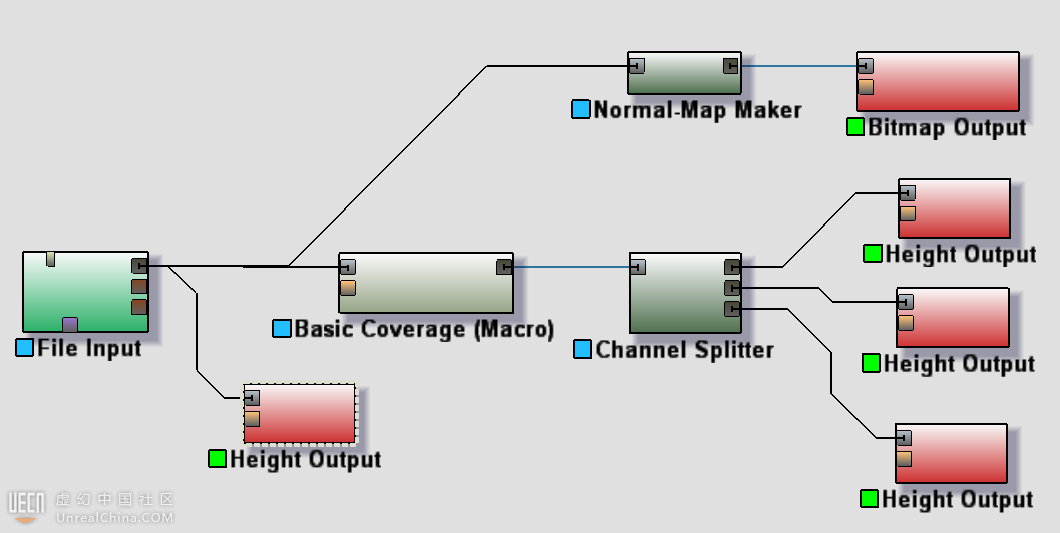 Normal-Map Maker
Bitmap Output
Height Output
File Input
Basic Coverage (Macro)
Channel Splitter
Height Output
Height Output
Height Output
UECN 虚幻中国社区
UnrealChina.COM